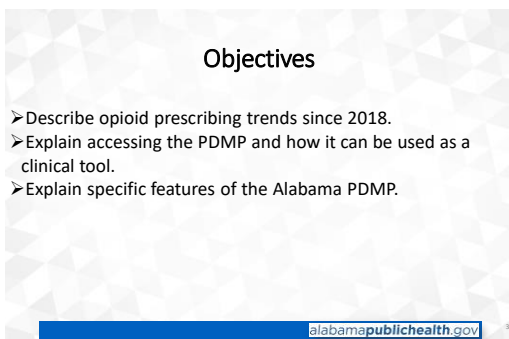 Objectives
➢Describe opioid prescribing trends since 2018.
➢Explain accessing the PDMP and how it can be used as a
clinical tool.
➢Explain specific features of the Alabama PDMP.
alabamapublichealth.gov
3